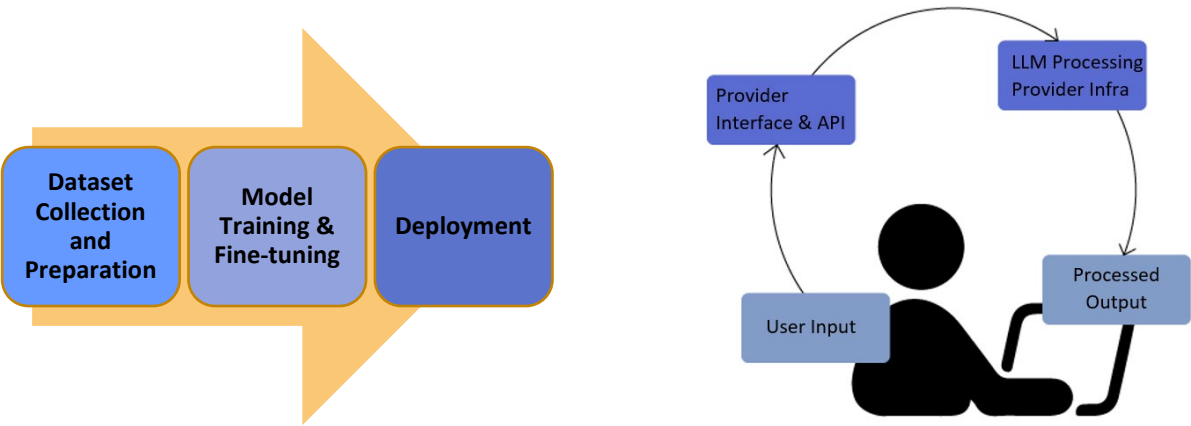 Dataset
Collection
and
Preparation
Model
Training &
Fine-tuning
Deployment
Provider
Interface & API
LLM Processing
Provider Infra
User Input
Processed
Output